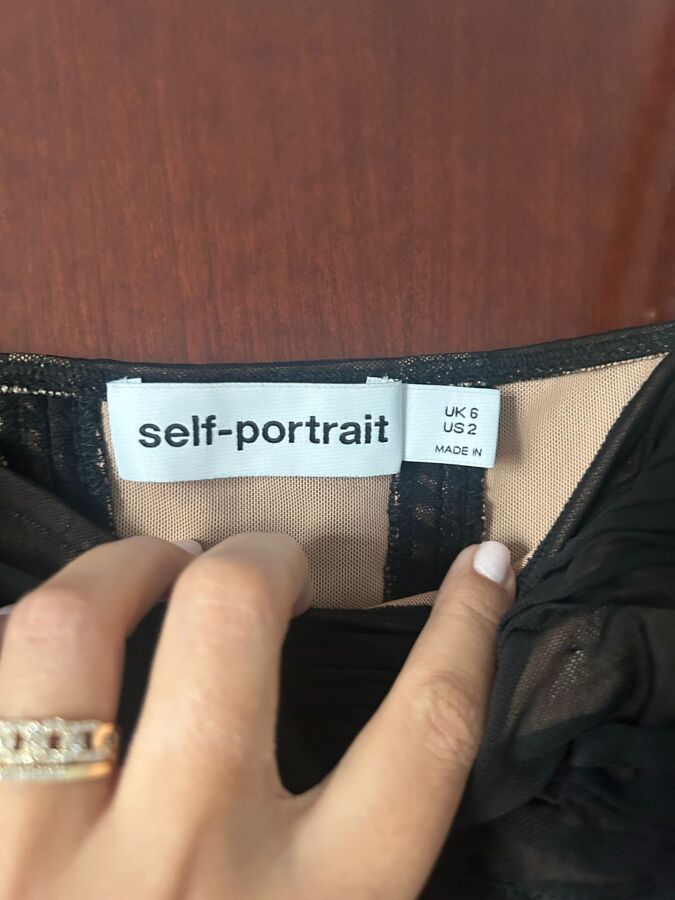 self-portrait
UK 6
US 2
MADE IN